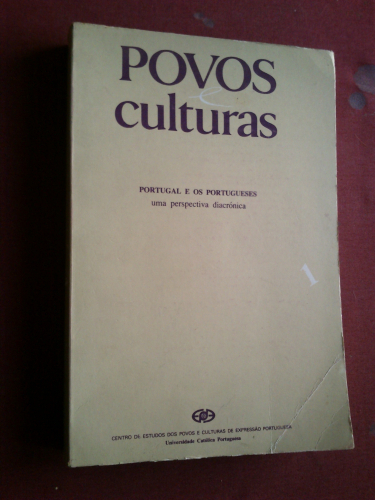 POVOS
e
culturas
PORTUGAL E OS PORTUGUESES
uma perspectiva diacrónica
1
CENTRO DE ESTUDOS DOS POVOS E CULTURAS DE EXPRESSÃO PORTUGUESA
Universidade Católica Portuguesa